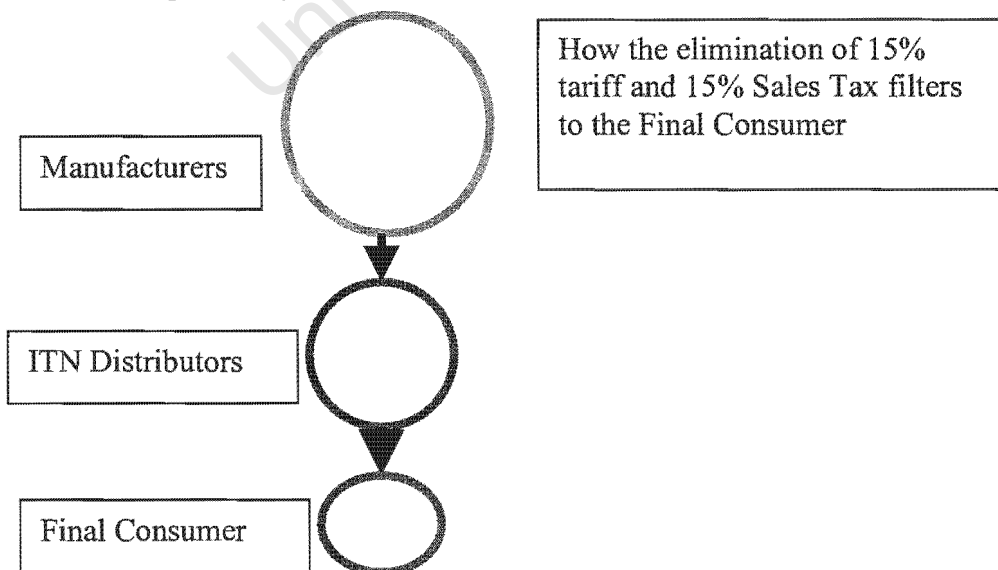 How the elimination of 15%
tariff and 15% Sales Tax filters
to the Final Consumer
Manufacturers
ITN Distributors
Final Consumer